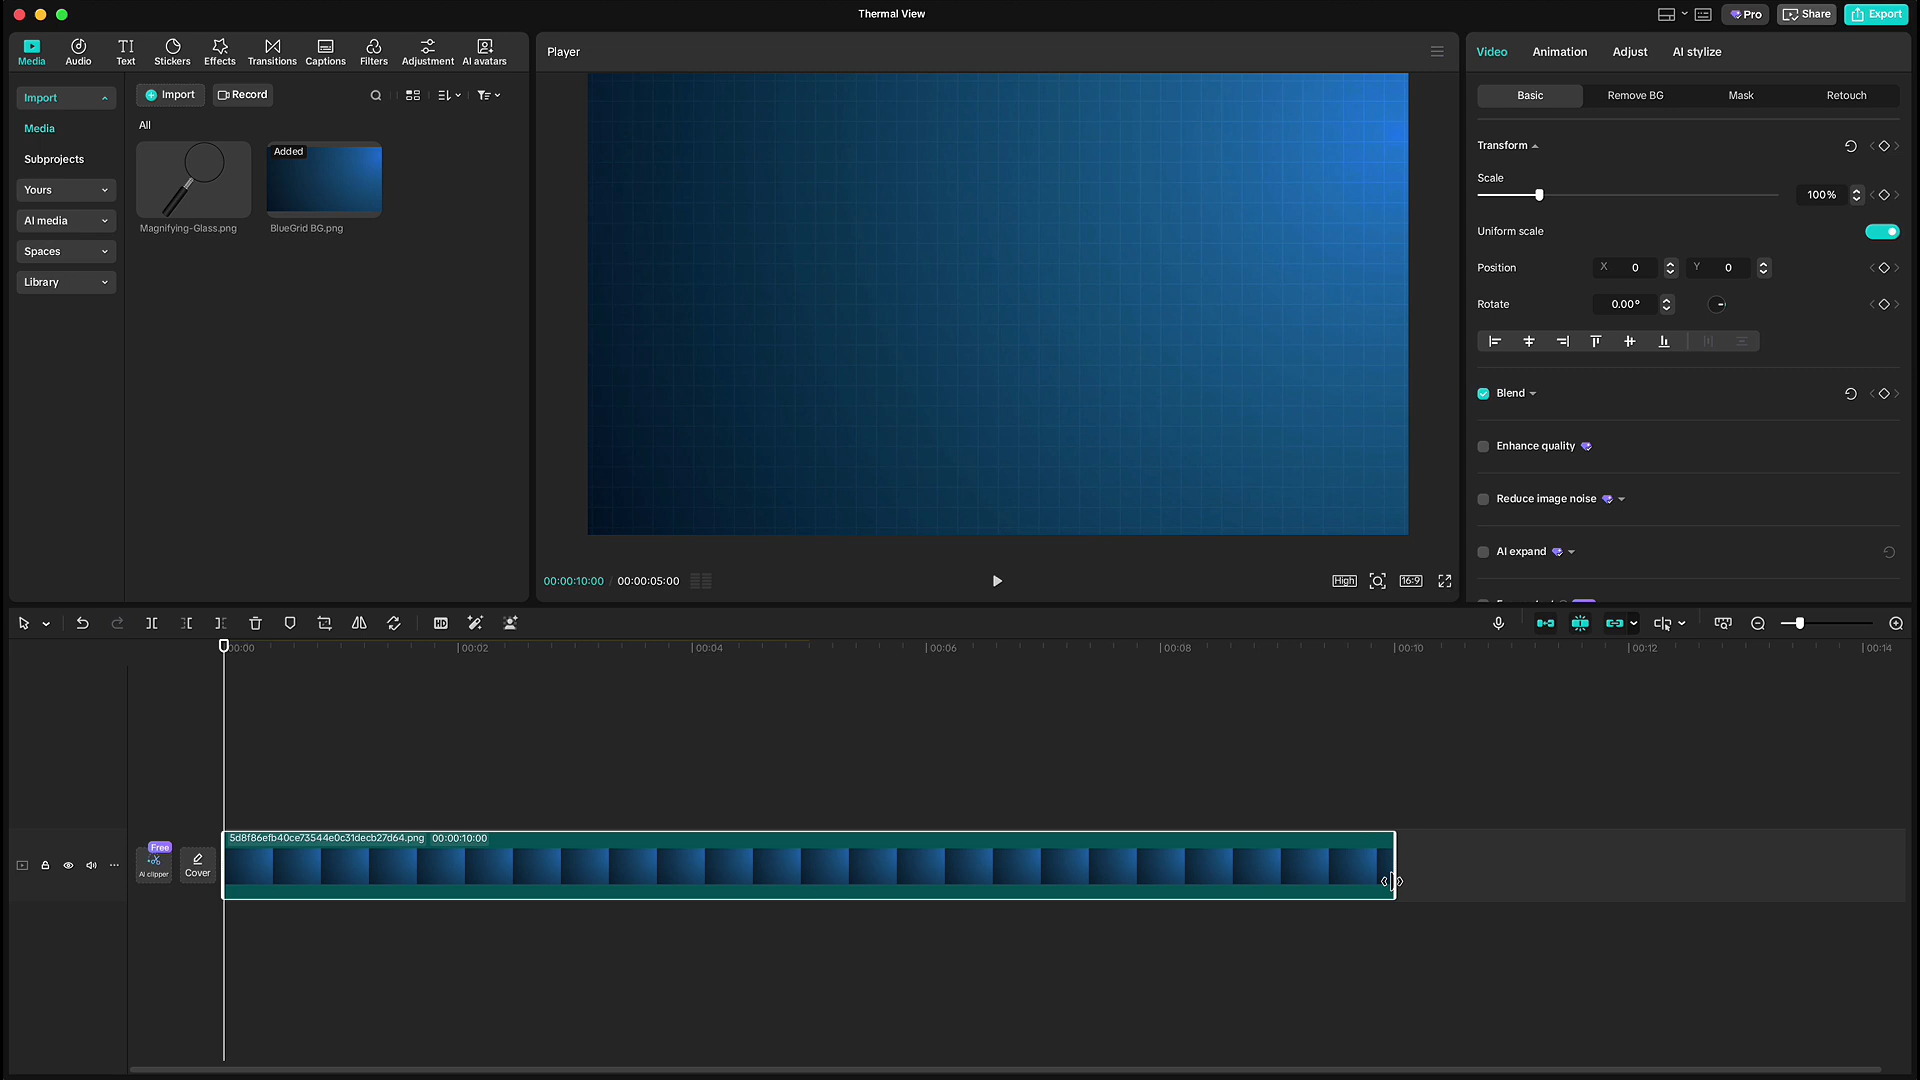 Thermal View
Pro
Share
Export
Media
Audio
TI
Text
Stickers
Effects
Transitions
Captions
Filters
Adjustment
AI avatars
Import
Media
Subprojects
Yours
AI media
Spaces
Library
Import
Record
All
Added
Magnifying-Glass.png
BlueGrid BG.png
Player
00:00:10:00 / 00:00:05:00
High
16:9
Video
Animation
Adjust
AI stylize
Basic
Remove BG
Mask
Retouch
Transform
Scale
100%
Uniform scale
Position
X 0
Y 0
Rotate
0.00°
Blend
Enhance quality
Reduce image noise
AI expand
HD
00:00
00:02
00:04
00:06
00:08
00:10
00:12
00:14
Free
AI clipper
Cover
5d8f86efb40ce73544e0c31decb27d64.png 00:00:10:00